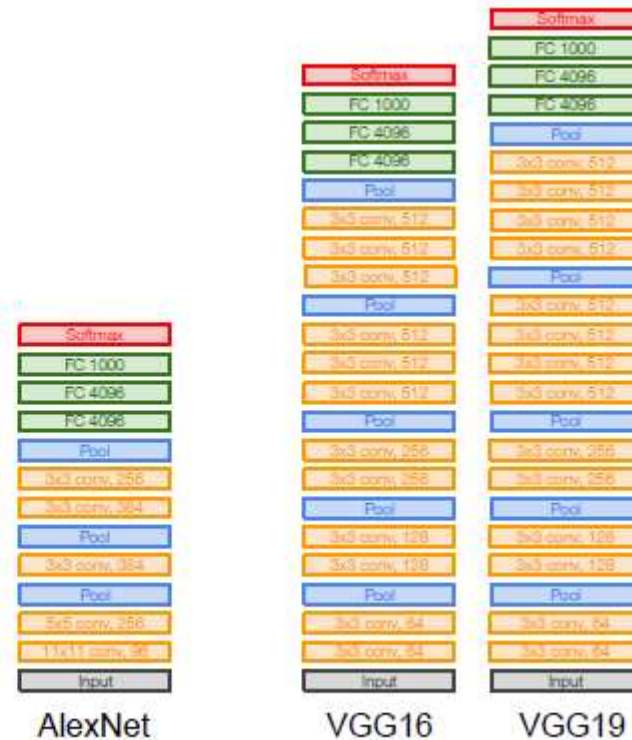 Softmax
FC 1000
FC 4096
FC 4096
Pool
3x3 conv, 256
3x3 conv, 384
Pool
3x3 conv, 384
Pool
5x5 conv, 256
11x11 conv, 96
Input
AlexNet
Softmax
FC 1000
FC 4096
FC 4096
Pool
3x3 conv, 512
3x3 conv, 512
3x3 conv, 512
Pool
3x3 conv, 512
3x3 conv, 512
3x3 conv, 512
Pool
3x3 conv, 256
3x3 conv, 256
Pool
3x3 conv, 128
3x3 conv, 128
Pool
3x3 conv, 64
3x3 conv, 64
Input
VGG16
Softmax
FC 1000
FC 4096
FC 4096
Pool
3x3 conv, 512
3x3 conv, 512
3x3 conv, 512
3x3 conv, 512
Pool
3x3 conv, 512
3x3 conv, 512
3x3 conv, 512
3x3 conv, 512
Pool
3x3 conv, 256
3x3 conv, 256
Pool
3x3 conv, 128
3x3 conv, 128
Pool
3x3 conv, 64
3x3 conv, 64
Input
VGG19